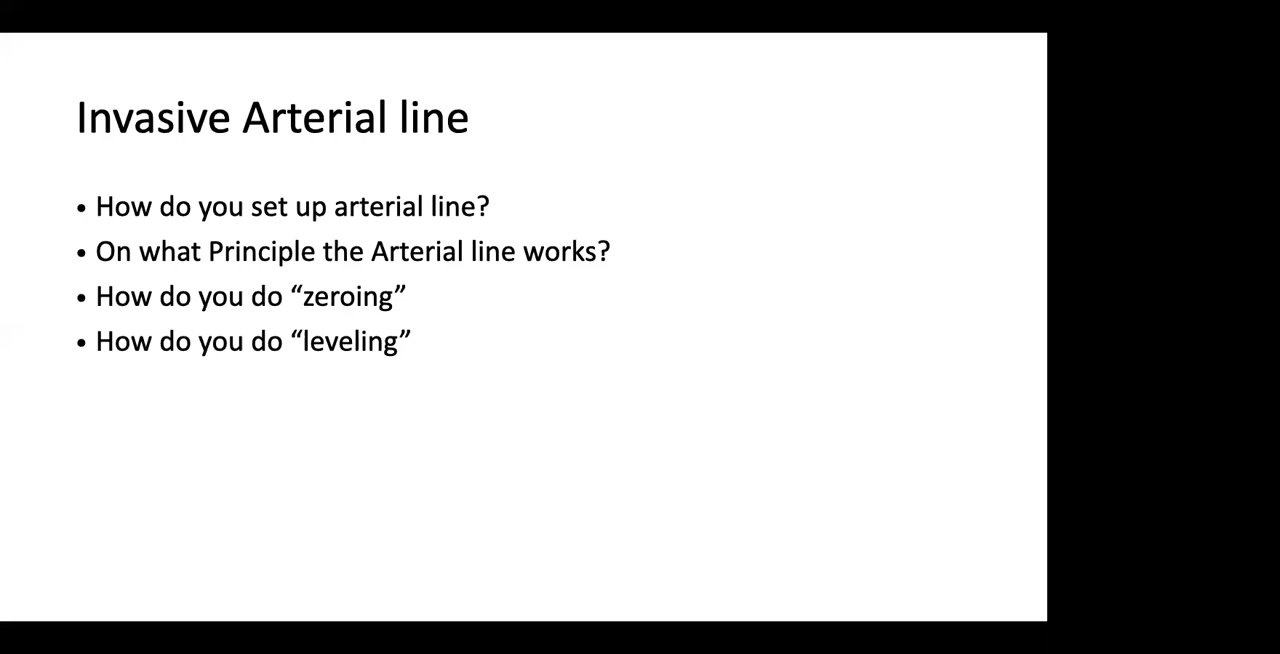 Invasive Arterial line
• How do you set up arterial line?
• On what Principle the Arterial line works?
• How do you do “zeroing”
• How do you do “leveling”